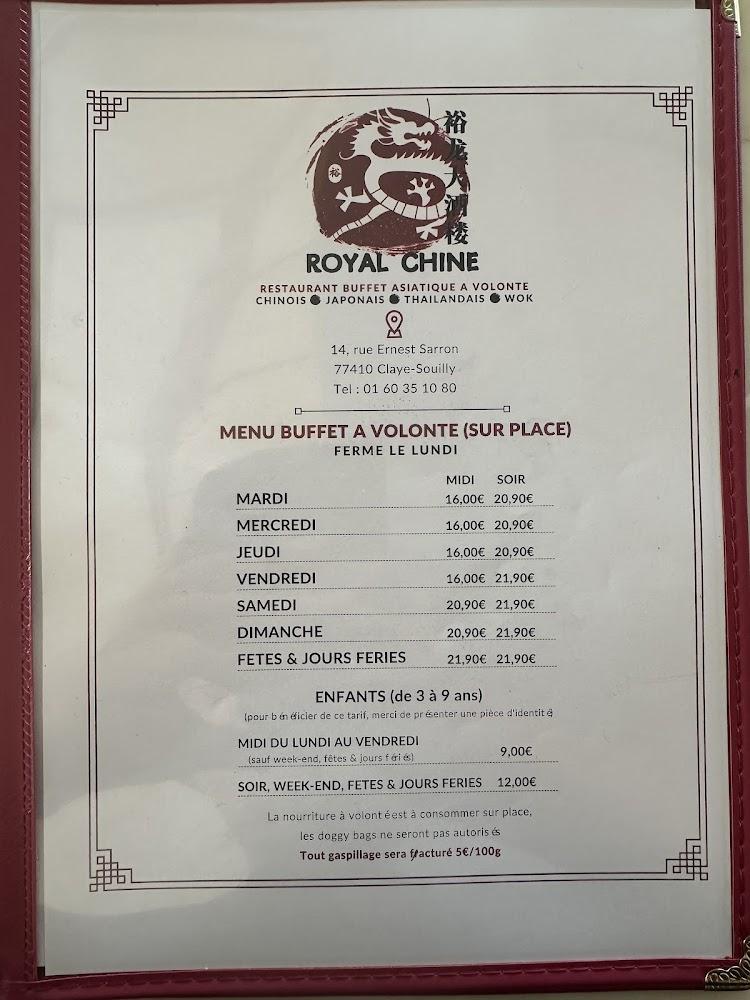 裕龙大酒楼
裕
ROYAL CHINE
RESTAURANT BUFFET ASIATIQUE A VOLONTE
CHINOIS JAPONAIS THAILANDAIS WOK
14, rue Ernest Sarron
77410 Claye-Souilly
Tel : 01 60 35 10 80
MENU BUFFET A VOLONTE (SUR PLACE)
FERME LE LUNDI
MIDI SOIR
MARDI 16,00€ 20,90€
MERCREDI 16,00€ 20,90€
JEUDI 16,00€ 20,90€
VENDREDI 16,00€ 21,90€
SAMEDI 20,90€ 21,90€
DIMANCHE 20,90€ 21,90€
FETES & JOURS FERIES 21,90€ 21,90€
ENFANTS (de 3 à 9 ans)
(pour bénéficier de ce tarif, merci de présenter une pièce d'identité)
MIDI DU LUNDI AU VENDREDI
(sauf week-end, fêtes & jours fériés) 9,00€
SOIR, WEEK-END, FETES & JOURS FERIES 12,00€
La nourriture à volonté est à consommer sur place,
les doggy bags ne seront pas autorisés
Tout gaspillage sera facturé 5€/100g